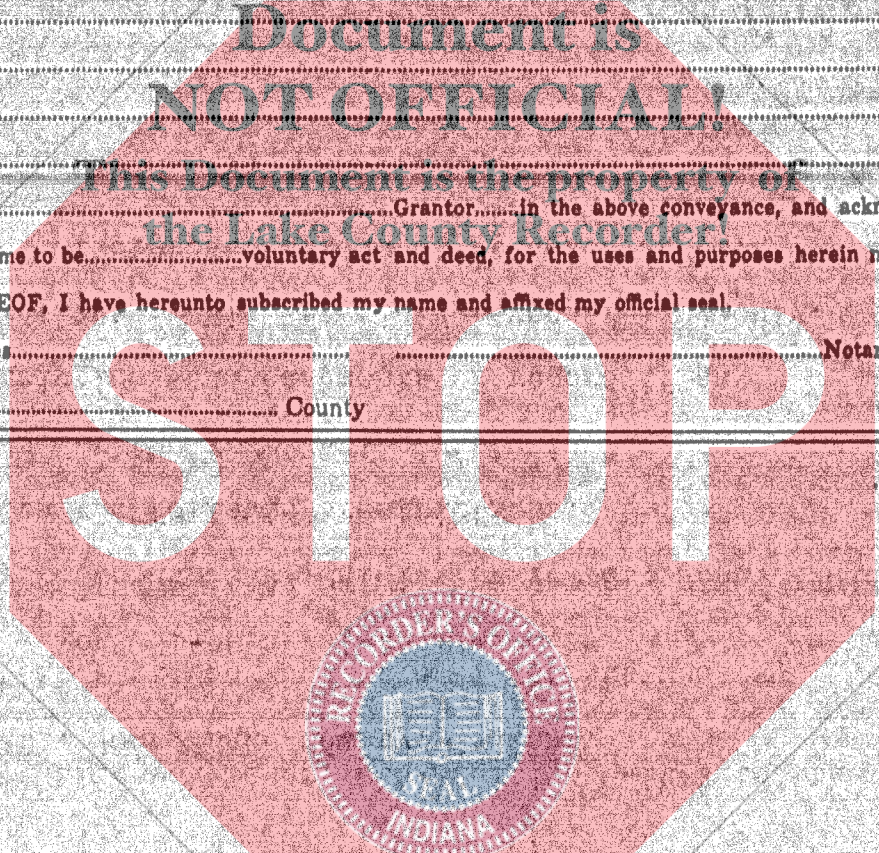 Document is
NOT OFFICIAL!
This Document is the property of
the Lake County Recorder!
Grantor......in the above conveyance, and ackn
me to be............................voluntary act and deed, for the uses and purposes herein
EOF, I have hereunto subscribed my name and affixed my official seal.
Notar
County
STOP
RECORDER'S OFFICE
SEAL
INDIANA